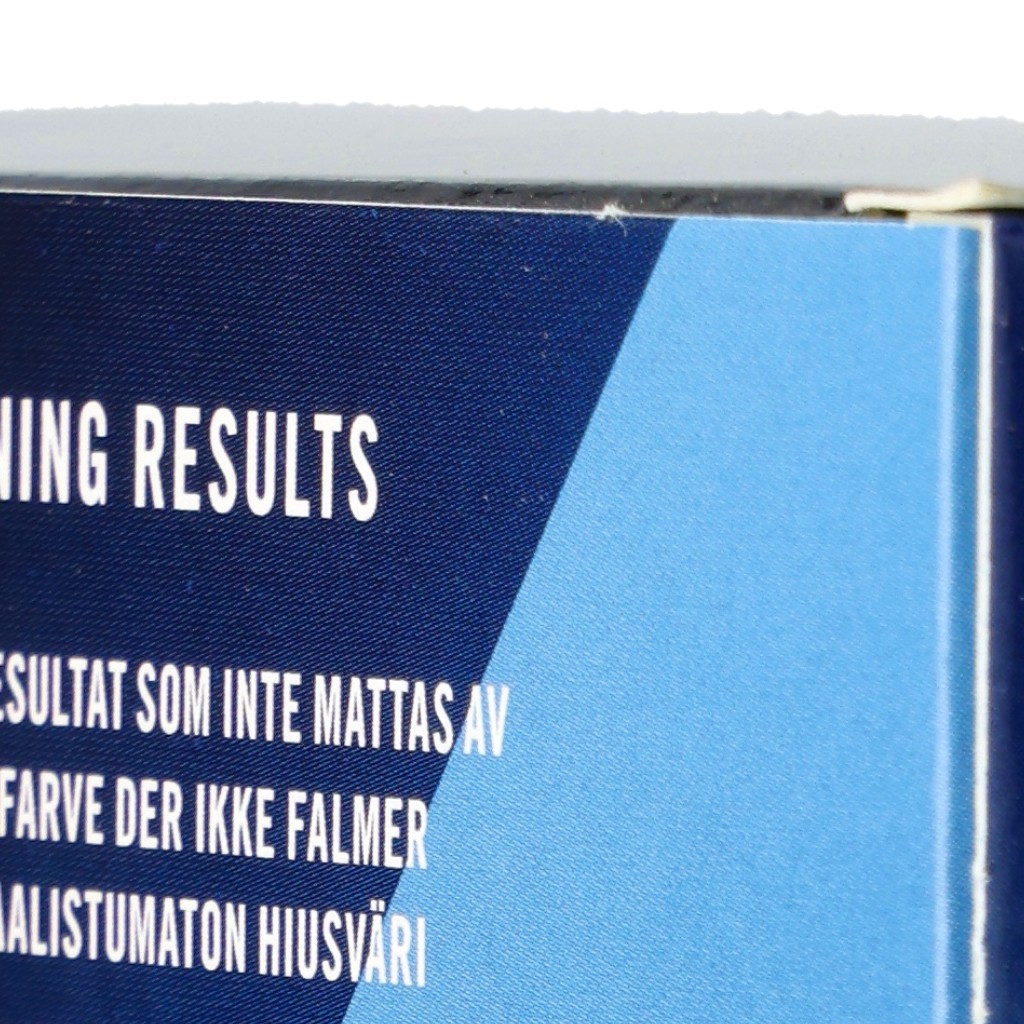 NING RESULTS
ESULTAT SOM INTE MATTAS AV
FARVE DER IKKE FALMER
AALISTUMATON HIUSVÄRI